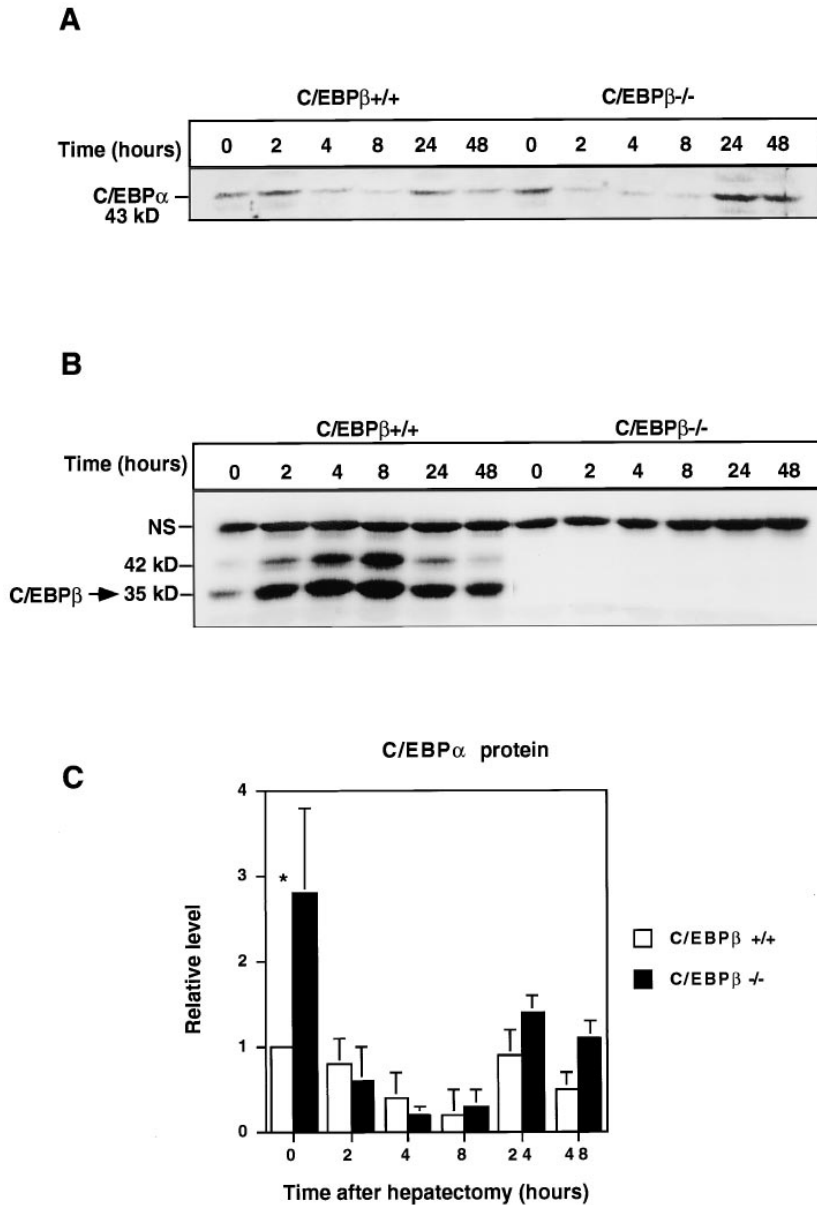 A
C/EBPβ+/+ C/EBPβ-/-
Time (hours) 0 2 4 8 24 48 0 2 4 8 24 48
C/EBPα
43 kD
B
C/EBPβ+/+ C/EBPβ-/-
Time (hours) 0 2 4 8 24 48 0 2 4 8 24 48
NS
42 kD
C/EBPβ 35 kD
C
C/EBPα protein
4
3
2
1
0
*
Relative level
C/EBPβ +/+
C/EBPβ -/-
0 2 4 8 24 48
Time after hepatectomy (hours)